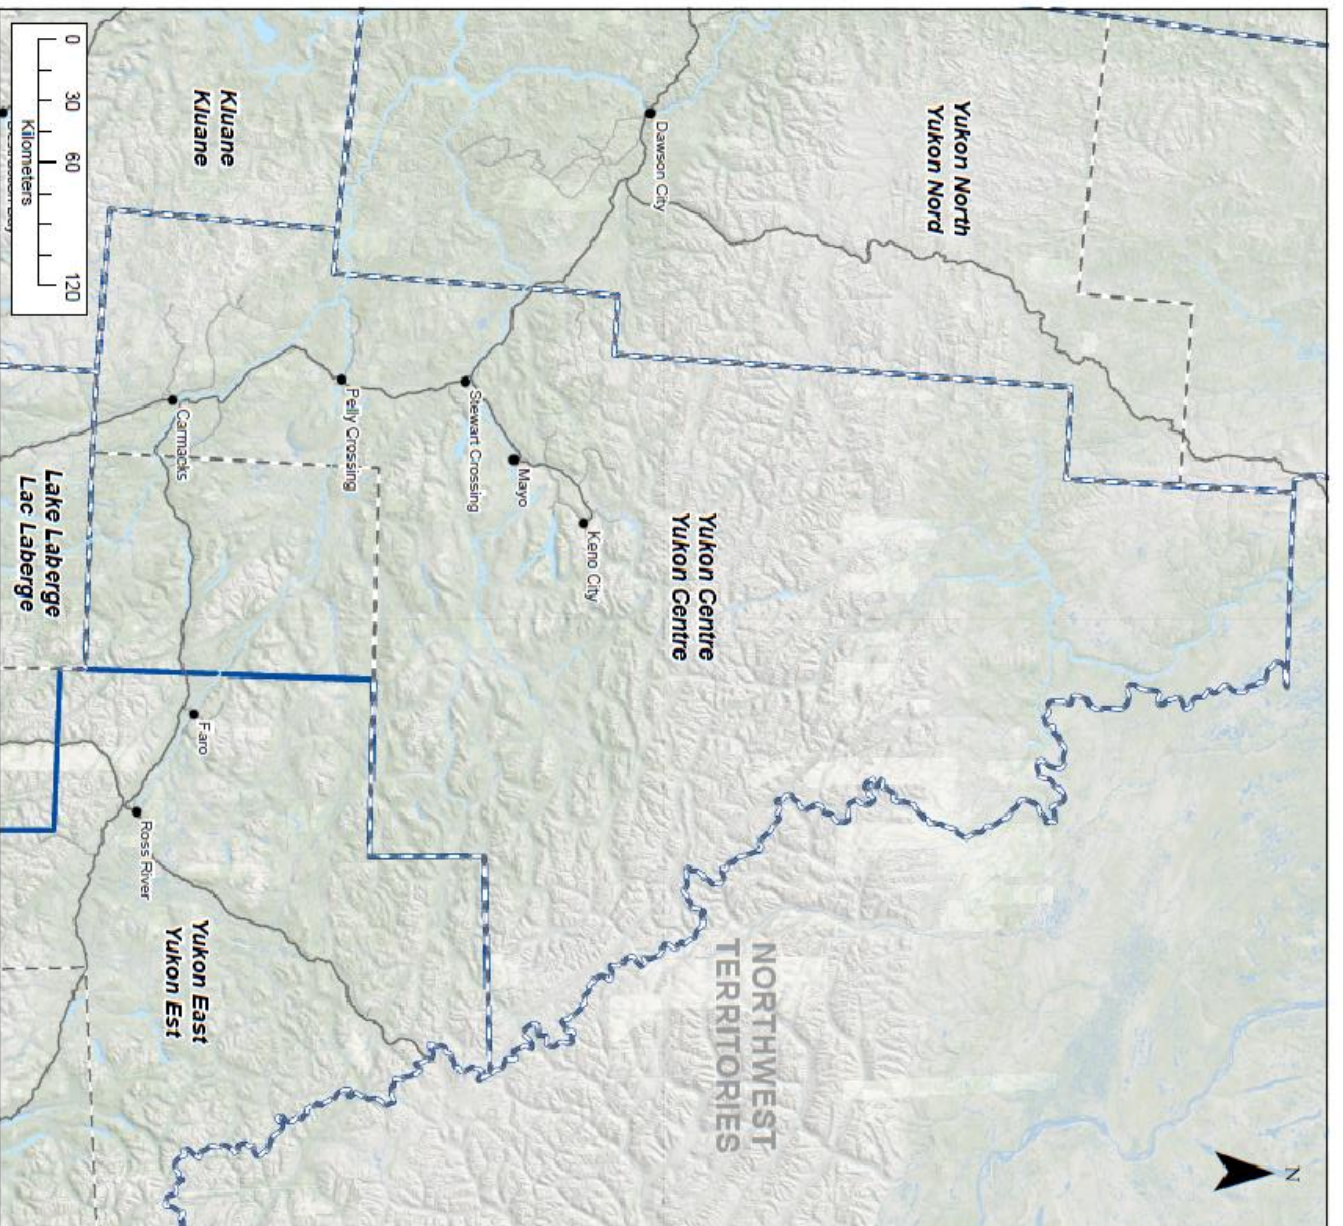 Yukon North
Yukon Nord
Dawson City
Kluane
Kluane
Yukon Centre
Yukon Centre
Keno City
Mayo
Stewart Crossing
Pelly Crossing
Carmacks
Lake Laberge
Lac Laberge
Faro
Ross River
Yukon East
Yukon Est
NORTHWEST
TERRITORIES
N
0 30 60 120
Kilometers